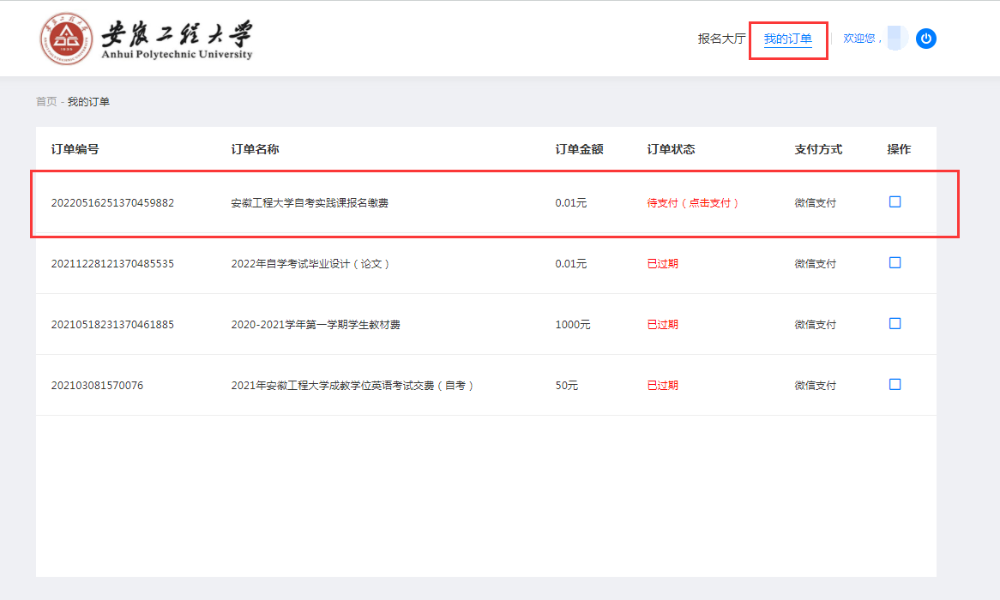 安徽工程大学
Anhui Polytechnic University
报名大厅 我的订单 欢迎您，
首页 - 我的订单
订单编号 订单名称 订单金额 订单状态 支付方式 操作
20220516251370459882 安徽工程大学自考实践课报名缴费 0.01元 待支付（点击支付） 微信支付
20211228121370485535 2022年自学考试毕业设计（论文） 0.01元 已过期 微信支付
20210518231370461885 2020-2021学年第一学期学生教材费 1000元 已过期 微信支付
202103081570076 2021年安徽工程大学成教学位英语考试交费（自考） 50元 已过期 微信支付